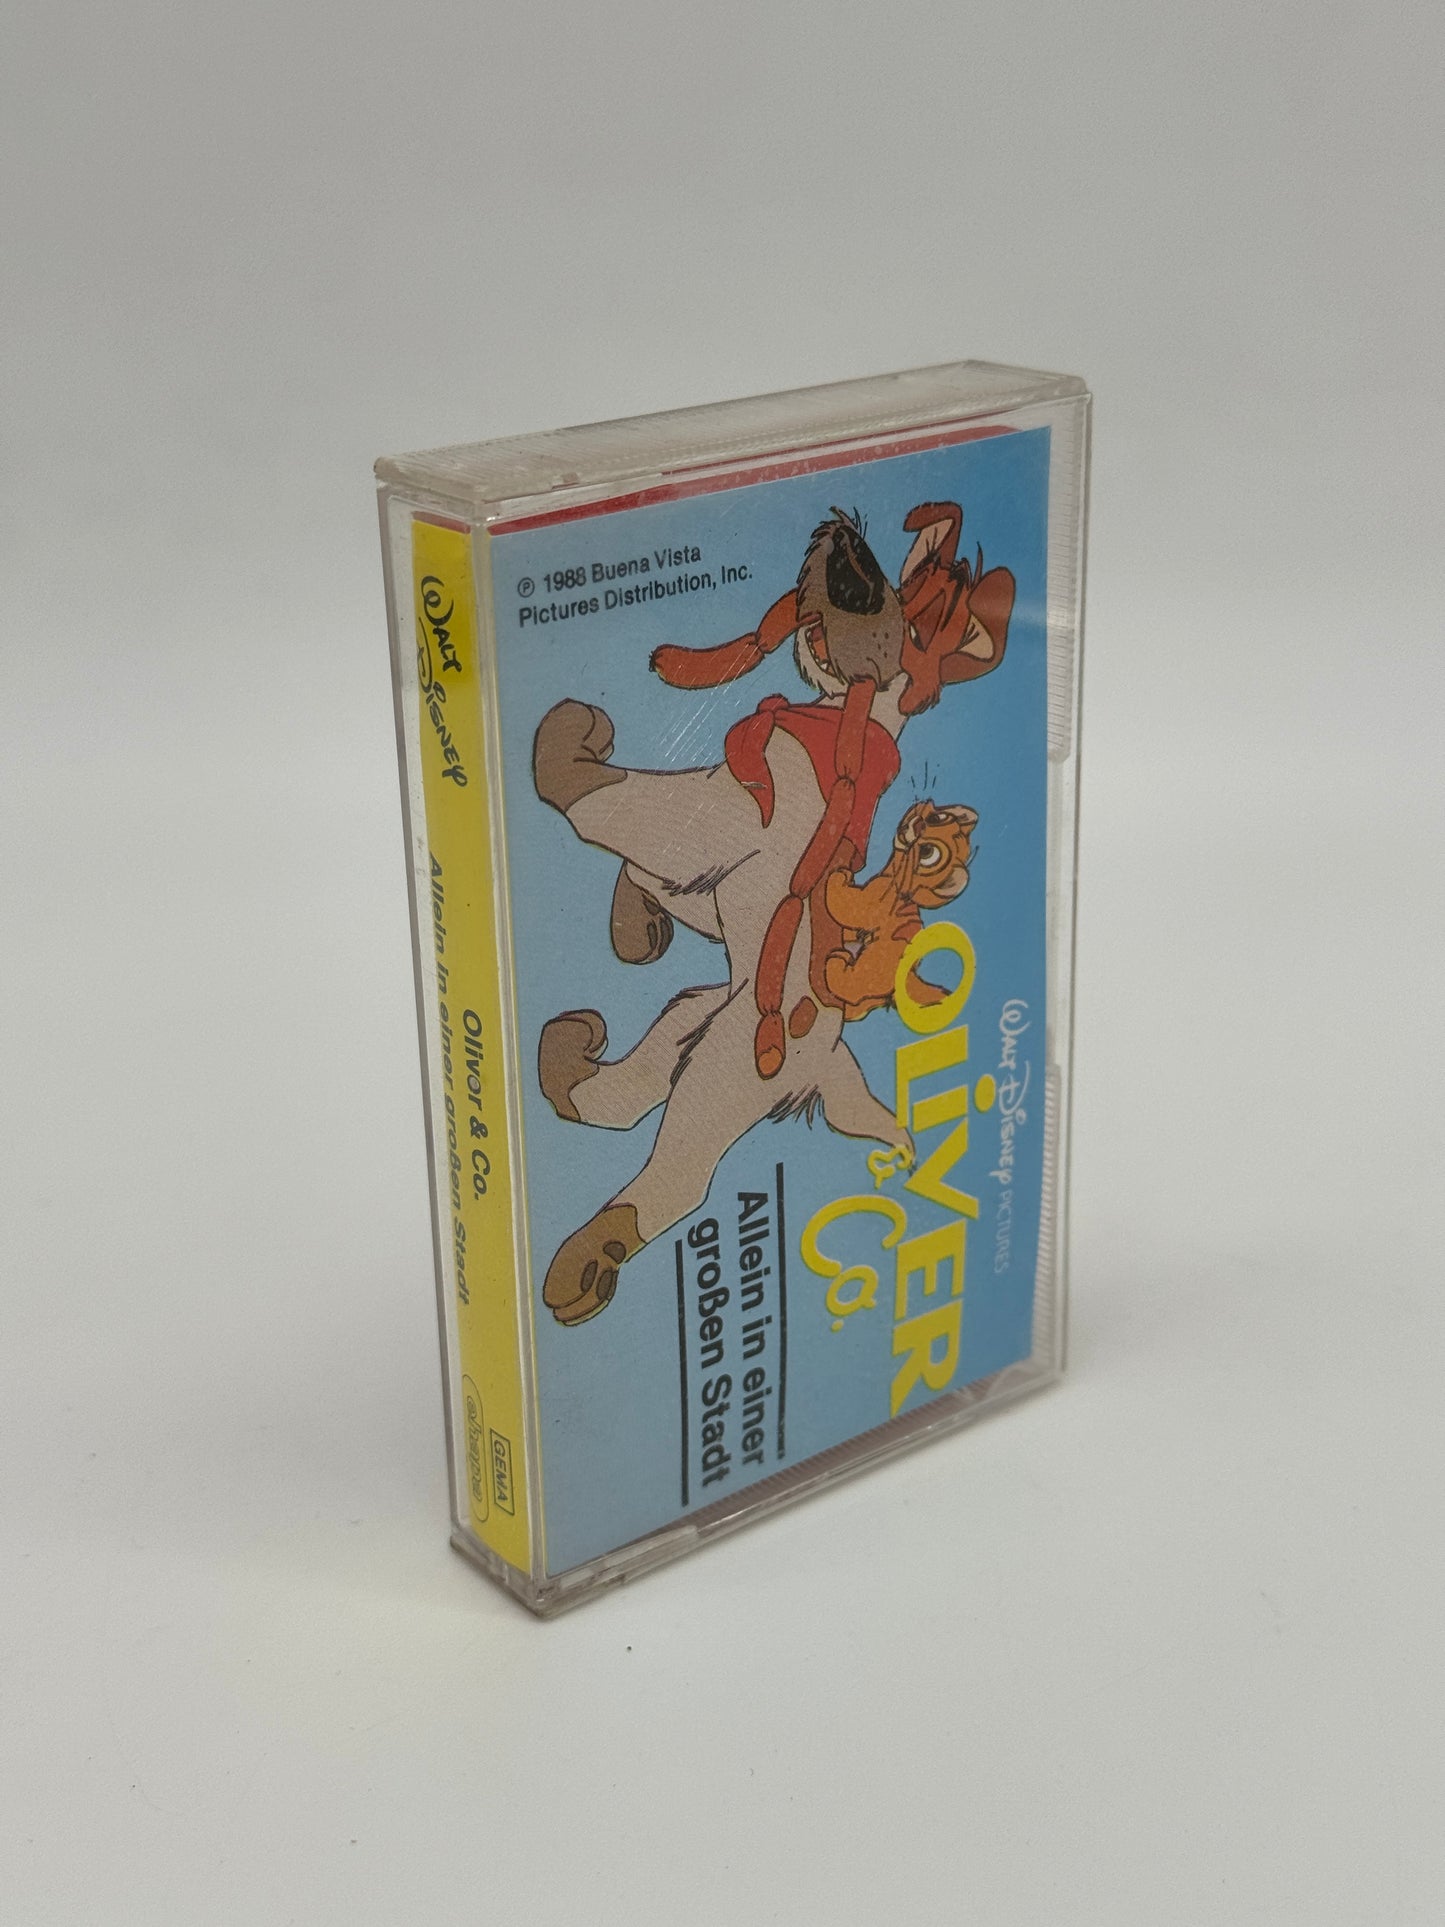 WALT DISNEY
Olivor & Co.
Allein in einer großen Stadt
GEMA
℗ 1988 Buena Vista
Pictures Distribution, Inc.
WALT DISNEY PICTURES
OLiVER
& Co.
Allein in einer
großen Stadt